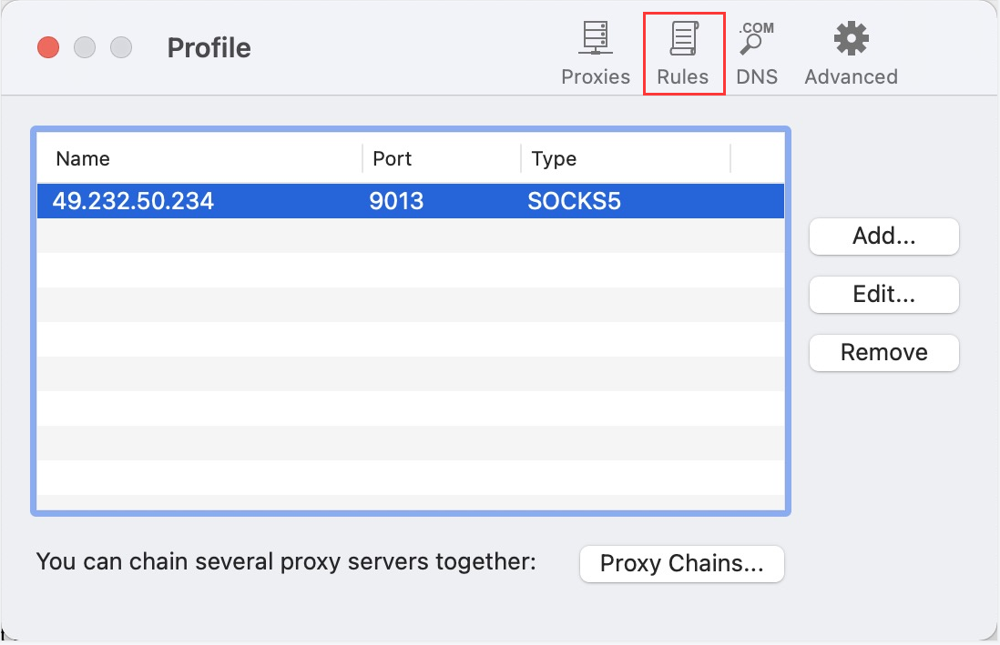 Profile
.COM
Proxies Rules DNS Advanced
Name Port Type
49.232.50.234 9013 SOCKS5
Add...
Edit...
Remove
You can chain several proxy servers together: Proxy Chains...